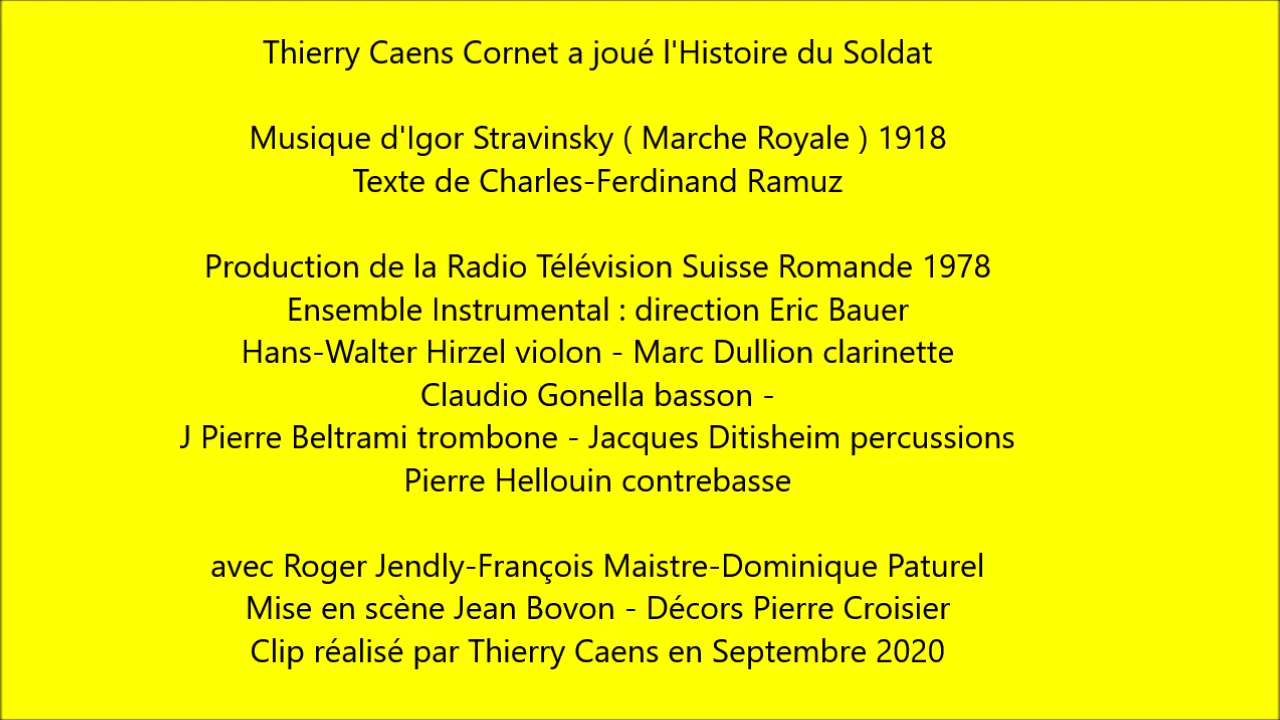 Thierry Caens Cornet a joué l'Histoire du Soldat
Musique d'Igor Stravinsky ( Marche Royale ) 1918
Texte de Charles-Ferdinand Ramuz
Production de la Radio Télévision Suisse Romande 1978
Ensemble Instrumental : direction Eric Bauer
Hans-Walter Hirzel violon - Marc Dullion clarinette
Claudio Gonella basson -
J Pierre Beltrami trombone - Jacques Ditisheim percussions
Pierre Hellouin contrebasse
avec Roger Jendly-François Maistre-Dominique Paturel
Mise en scène Jean Bovon - Décors Pierre Croisier
Clip réalisé par Thierry Caens en Septembre 2020